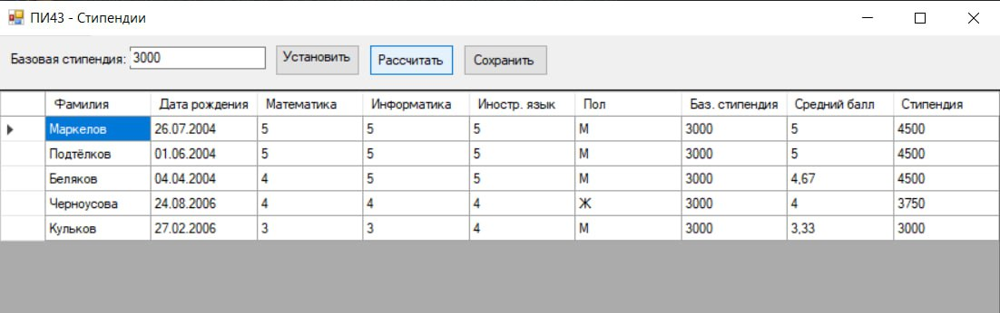 ПИ43 - Стипендии
Базовая стипендия: 3000 Установить Рассчитать Сохранить
Фамилия Дата рождения Математика Информатика Иностр. язык Пол Баз. стипендия Средний балл Стипендия
Маркелов 26.07.2004 5 5 5 М 3000 5 4500
Подтёлков 01.06.2004 5 5 5 М 3000 5 4500
Беляков 04.04.2004 4 5 5 М 3000 4,67 4500
Черноусова 24.08.2006 4 4 4 Ж 3000 4 3750
Кульков 27.02.2006 3 3 4 М 3000 3,33 3000